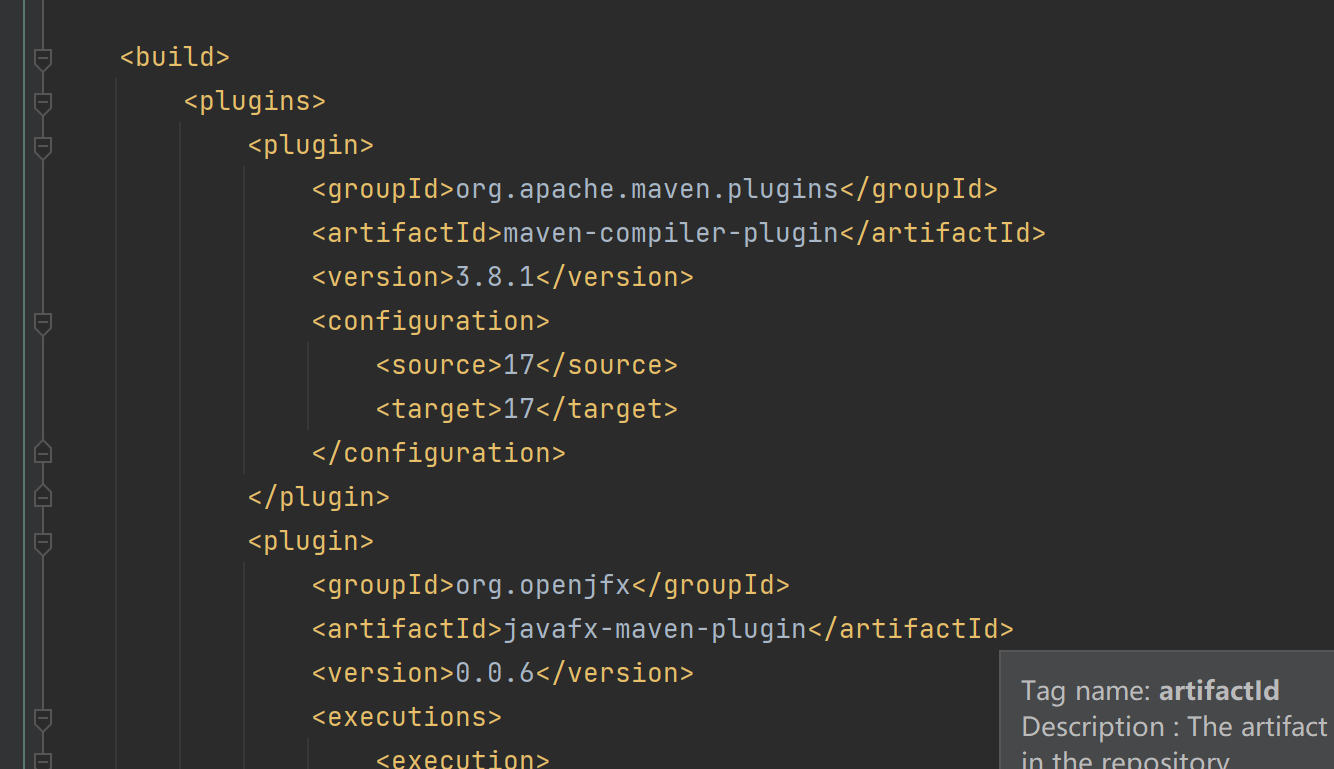 <build>
<plugins>
<plugin>
<groupId>org.apache.maven.plugins</groupId>
<artifactId>maven-compiler-plugin</artifactId>
<version>3.8.1</version>
<configuration>
<source>17</source>
<target>17</target>
</configuration>
</plugin>
<plugin>
<groupId>org.openjfx</groupId>
<artifactId>javafx-maven-plugin</artifactId>
<version>0.0.6</version>
<executions>
<execution>
Tag name: artifactId
Description : The artifact
in the repository